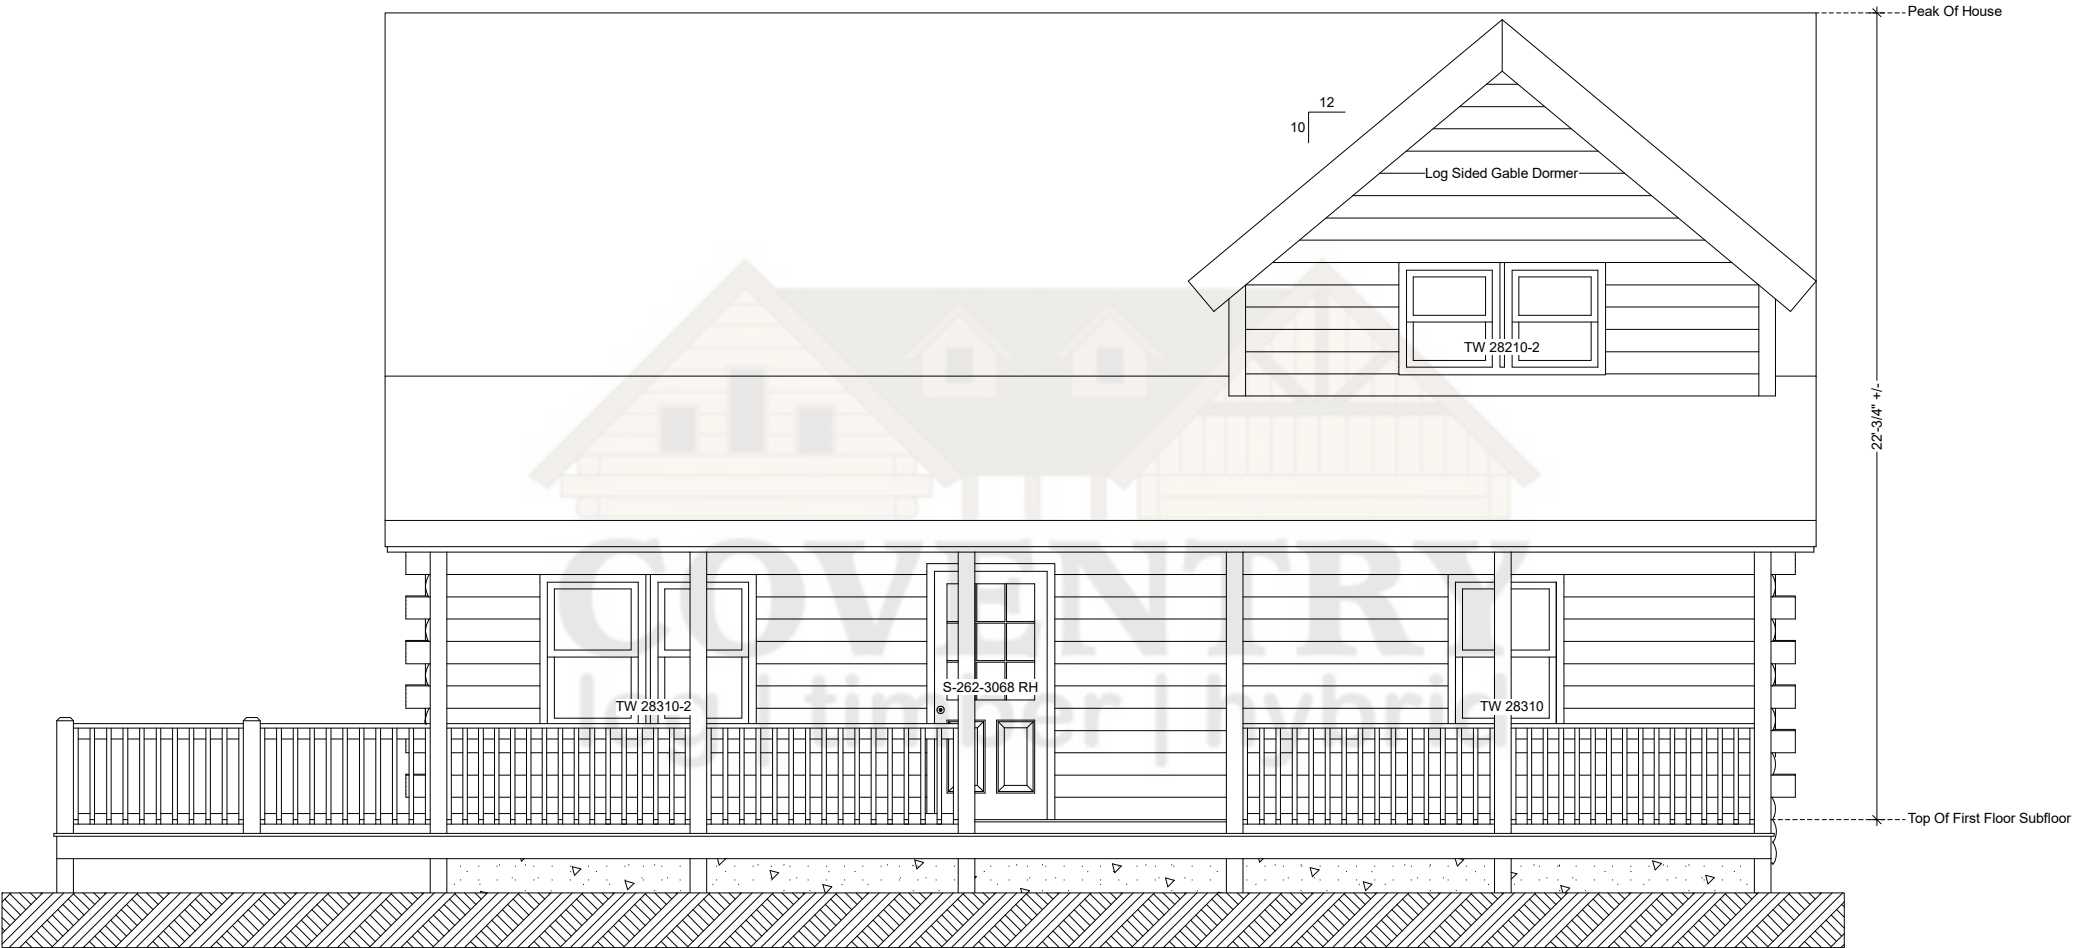 Peak Of House
12
10
Log Sided Gable Dormer
TW 28210-2
22'-3/4" +/-
COVENTRY
log | timber | hybrid
S-262-3068 RH
TW 28310-2
TW 28310
Top Of First Floor Subfloor